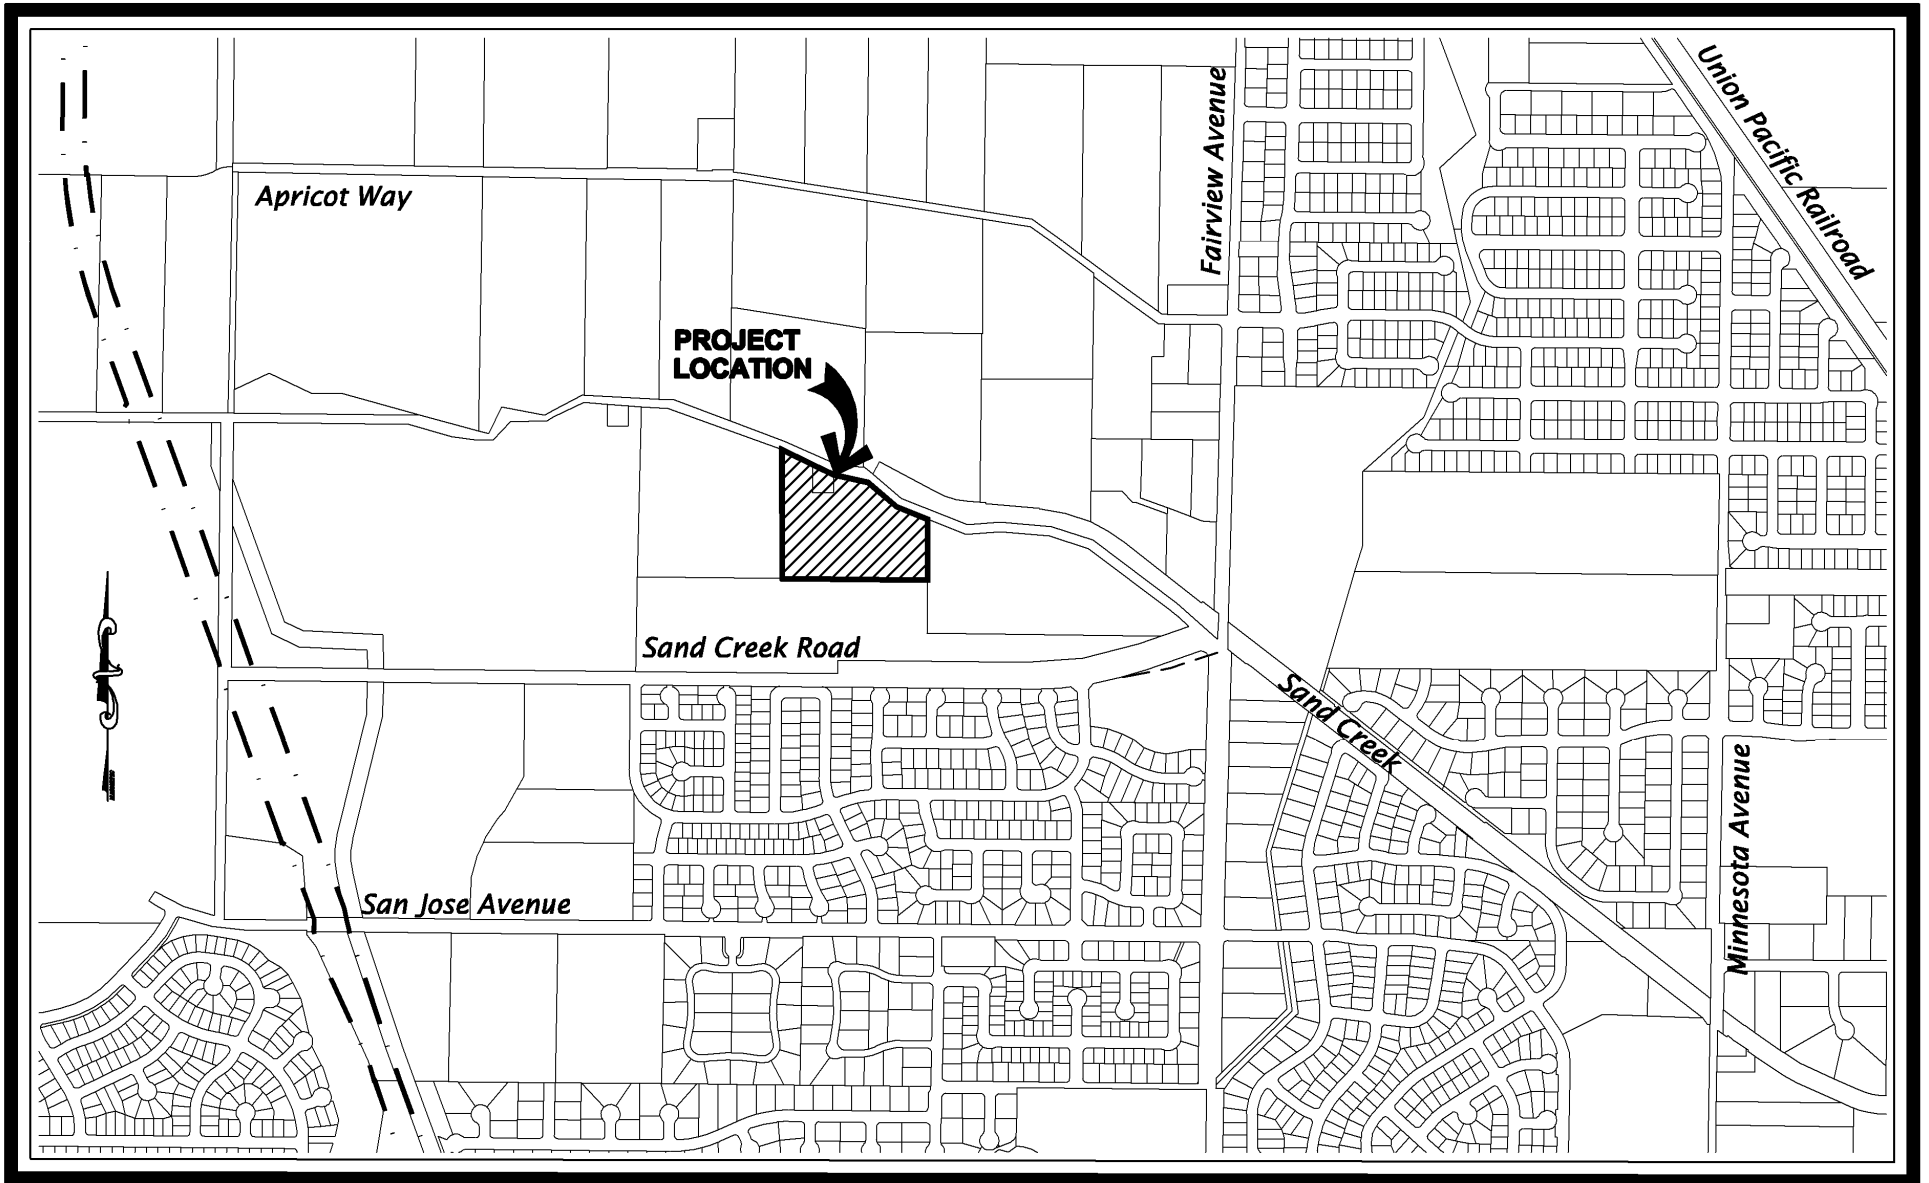 Union Pacific Railroad
Fairview Avenue
Apricot Way
PROJECT
LOCATION
Sand Creek Road
Sand Creek
Minnesota Avenue
San Jose Avenue